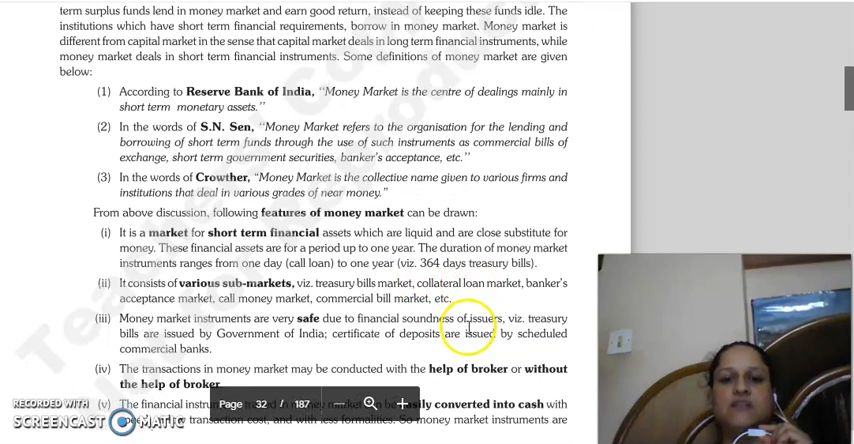 term surplus funds lend in money market and earn good return, instead of keeping these funds idle. The
institutions which have short term financial requirements, borrow in money market. Money market is
different from capital market in the sense that capital market deals in long term financial instruments, while
money market deals in short term financial instruments. Some definitions of money market are given
below:
(1) According to Reserve Bank of India, ‘‘Money Market is the centre of dealings mainly in
short term monetary assets.’’
(2) In the words of S.N. Sen, ‘‘Money Market refers to the organisation for the lending and
borrowing of short term funds through the use of such instruments as commercial bills of
exchange, short term government securities, banker’s acceptance, etc.’’
(3) In the words of Crowther, “Money Market is the collective name given to various firms and
institutions that deal in various grades of near money.”
From above discussion, following features of money market can be drawn:
(i) It is a market for short term financial assets which are liquid and are close substitute for
money. These financial assets are for a period up to one year. The duration of money market
instruments ranges from one day (call loan) to one year (viz. 364 days treasury bills).
(ii) It consists of various sub-markets, viz. treasury bills market, collateral loan market, banker’s
acceptance market, call money market, commercial bill market, etc.
(iii) Money market instruments are very safe due to financial soundness of issuers, viz. treasury
bills are issued by Government of India; certificate of deposits are issued by scheduled
commercial banks.
(iv) The transactions in money market may be conducted with the help of broker or without
the help of broker
(v) The financial easily converted into cash with
transaction cost, and with less formalities. So money market instruments are
Page 32 / 187
RECORDED WITH
SCREENCAST MATIC